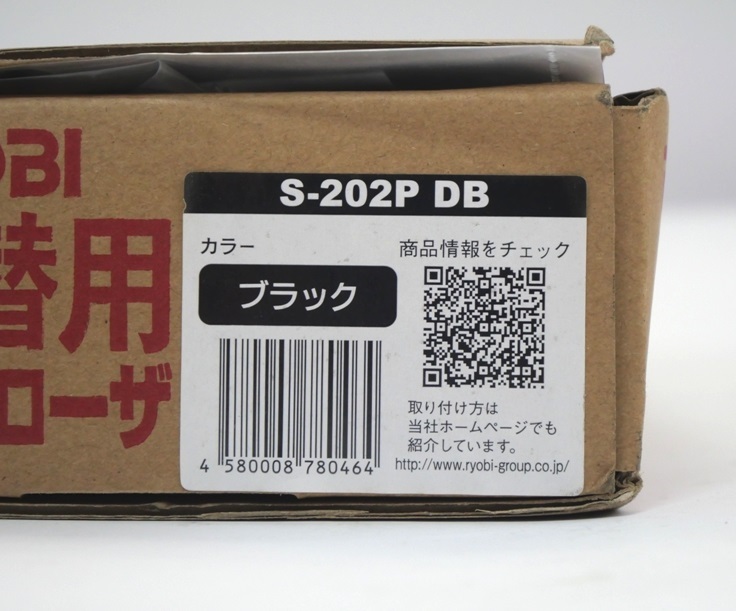 OBI
替用
ローザ
S-202P DB
カラー
ブラック
商品情報をチェック
取り付け方は
当社ホームページでも
紹介しています。
http://www.ryobi-group.co.jp/
4 580008 780464